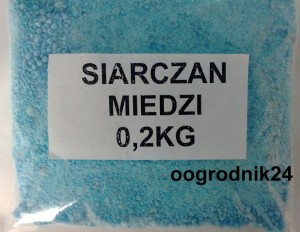 SIARCZAN
MIEDZI
0,2KG
oogrodnik24